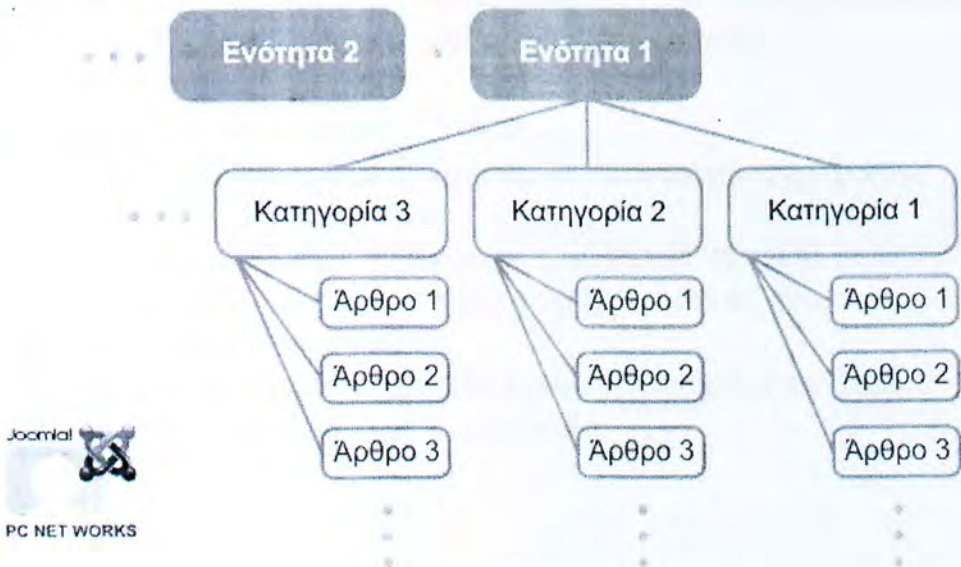 Ενότητα 2
Ενότητα 1
Κατηγορία 3
Κατηγορία 2
Κατηγορία 1
Άρθρο 1
Άρθρο 1
Άρθρο 1
Άρθρο 2
Άρθρο 2
Άρθρο 2
Άρθρο 3
Άρθρο 3
Άρθρο 3
Joomla!
PC NET WORKS